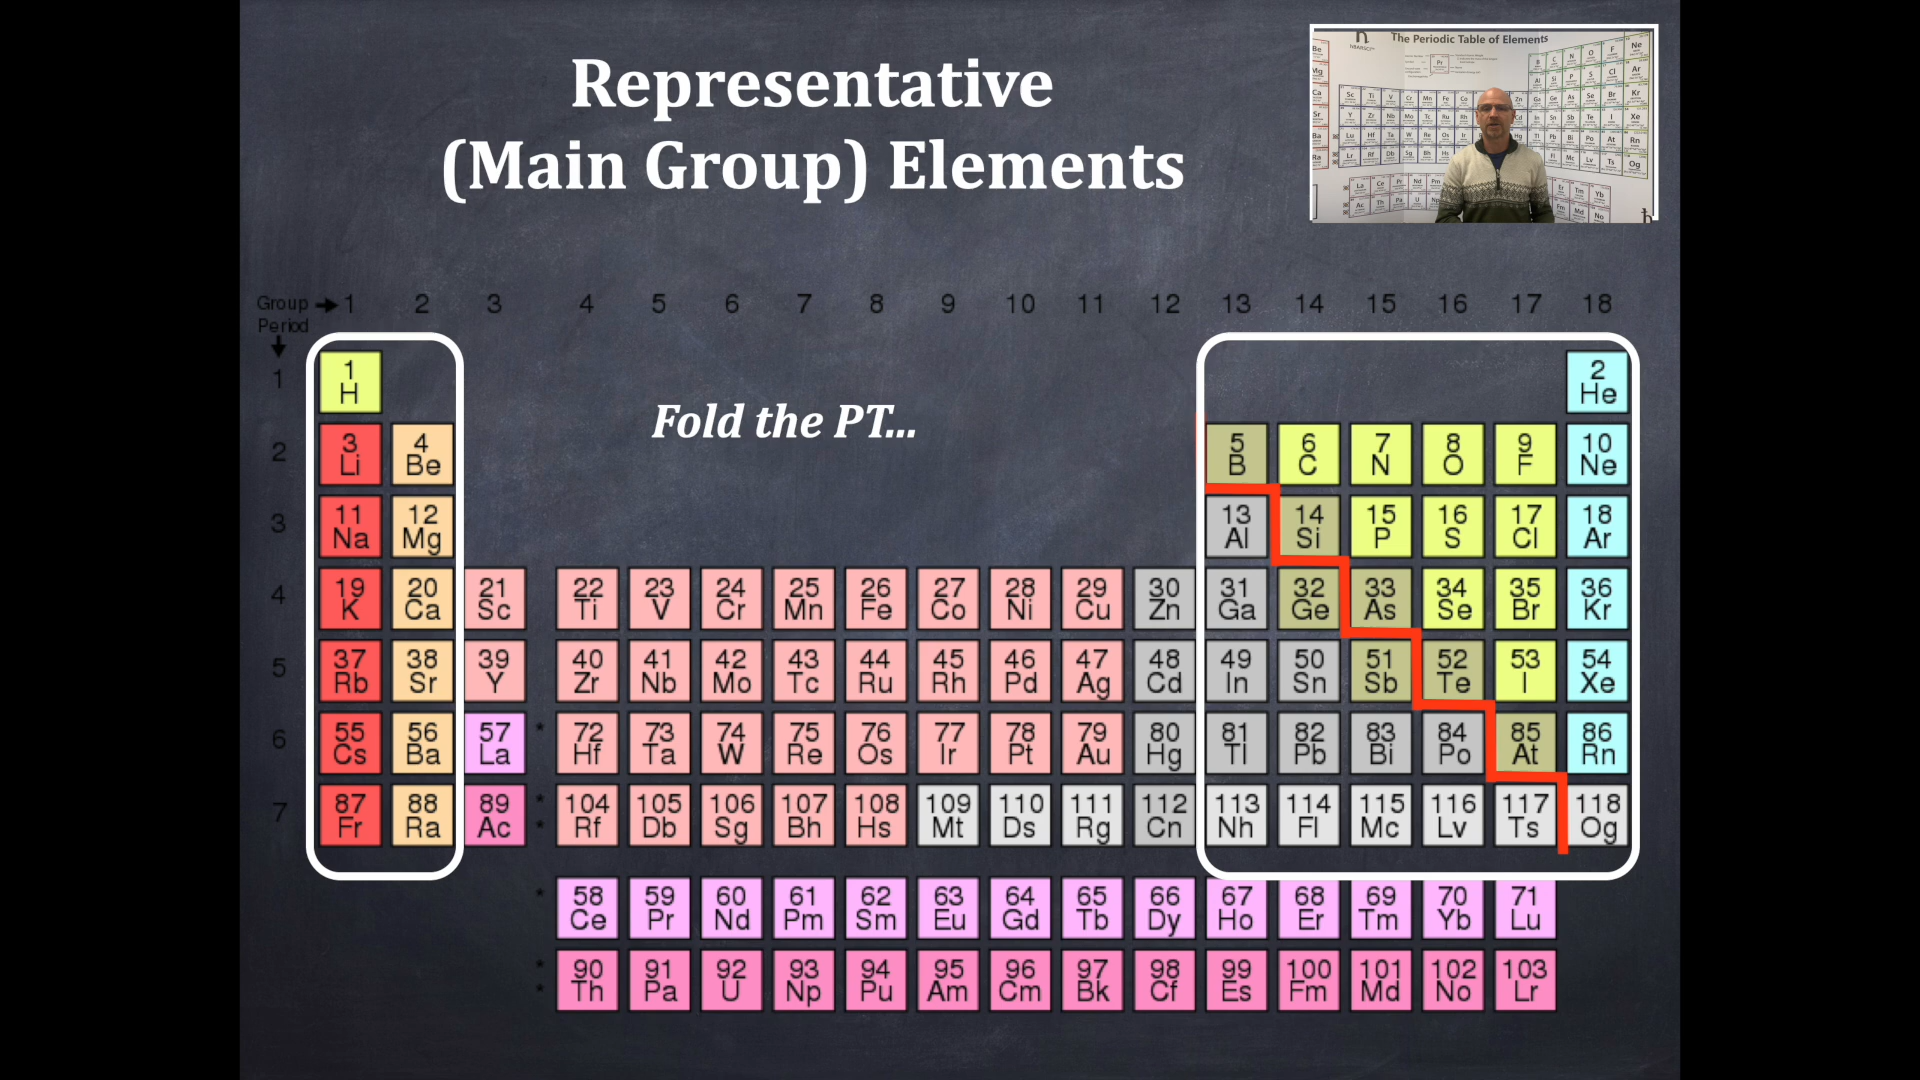 Representative
(Main Group) Elements
The Periodic Table of Elements
Group → 1 2 3 4 5 6 7 8 9 10 11 12 13 14 15 16 17 18
Period
Fold the PT...
1 1 2
H He
2 3 4 5 6 7 8 9 10
Li Be B C N O F Ne
3 11 12 13 14 15 16 17 18
Na Mg Al Si P S Cl Ar
4 19 20 21 22 23 24 25 26 27 28 29 30 31 32 33 34 35 36
K Ca Sc Ti V Cr Mn Fe Co Ni Cu Zn Ga Ge As Se Br Kr
5 37 38 39 40 41 42 43 44 45 46 47 48 49 50 51 52 53 54
Rb Sr Y Zr Nb Mo Tc Ru Rh Pd Ag Cd In Sn Sb Te I Xe
6 55 56 57 * 72 73 74 75 76 77 78 79 80 81 82 83 84 85 86
Cs Ba La Hf Ta W Re Os Ir Pt Au Hg Tl Pb Bi Po At Rn
7 87 88 89 * 104 105 106 107 108 109 110 111 112 113 114 115 116 117 118
Fr Ra Ac * Rf Db Sg Bh Hs Mt Ds Rg Cn Nh Fl Mc Lv Ts Og
* 58 59 60 61 62 63 64 65 66 67 68 69 70 71
Ce Pr Nd Pm Sm Eu Gd Tb Dy Ho Er Tm Yb Lu
* 90 91 92 93 94 95 96 97 98 99 100 101 102 103
* Th Pa U Np Pu Am Cm Bk Cf Es Fm Md No Lr